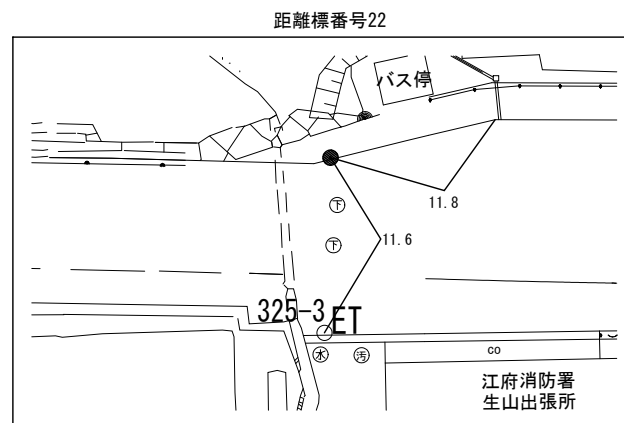 距離標番号22
バス停
11.8
下
下
11.6
325-3 ET
水 汚 co
江府消防署
生山出張所